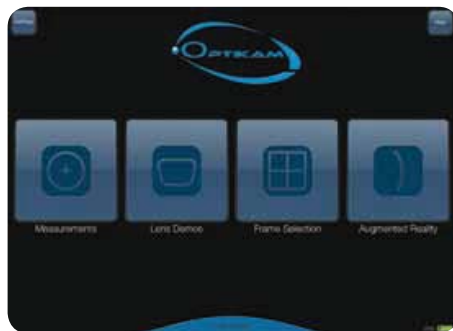 OPTIKAM
Measurements
Lens Demos
Frame Selection
Augmented Reality